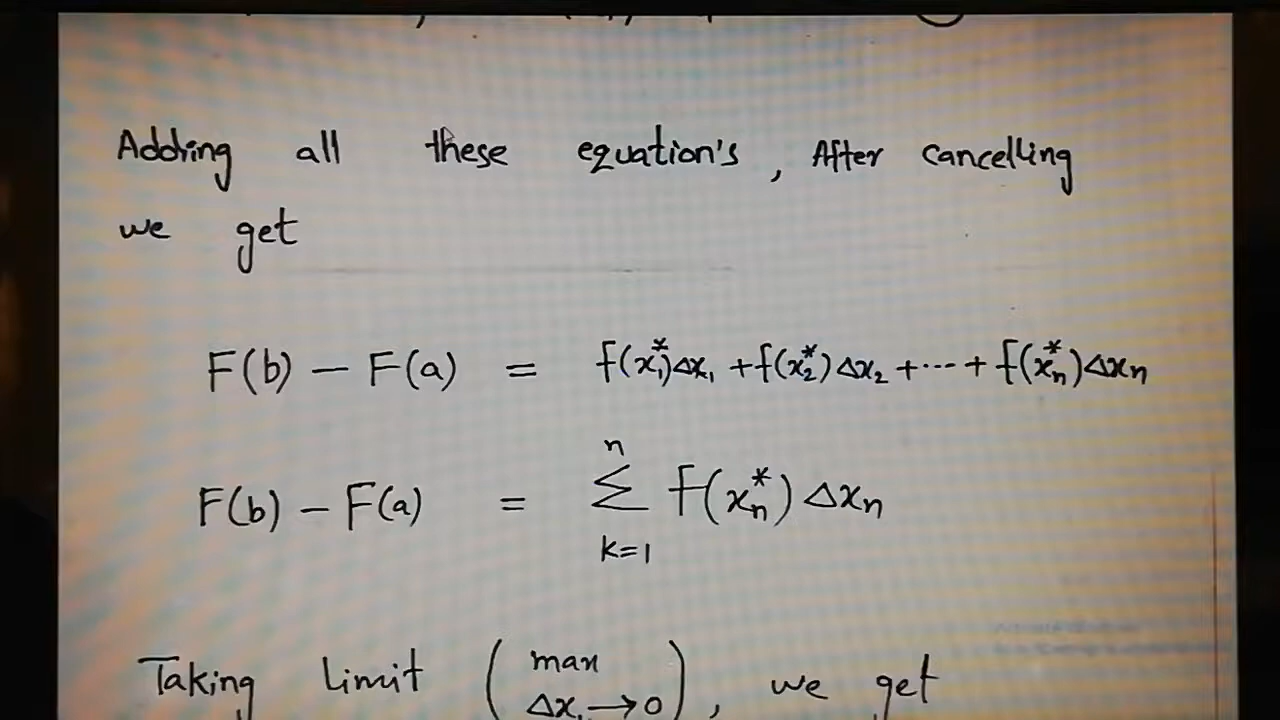 Adding all these equation's, After cancelling
we get
F(b) - F(a) = f(x₁*)Δx₁ + f(x₂*)Δx₂ + ⋯ + f(xₙ*)Δxₙ
n
F(b) - F(a) = Σ f(xₙ*) Δxₙ
k=1
Taking Limit ( max ), we get
Δx → 0